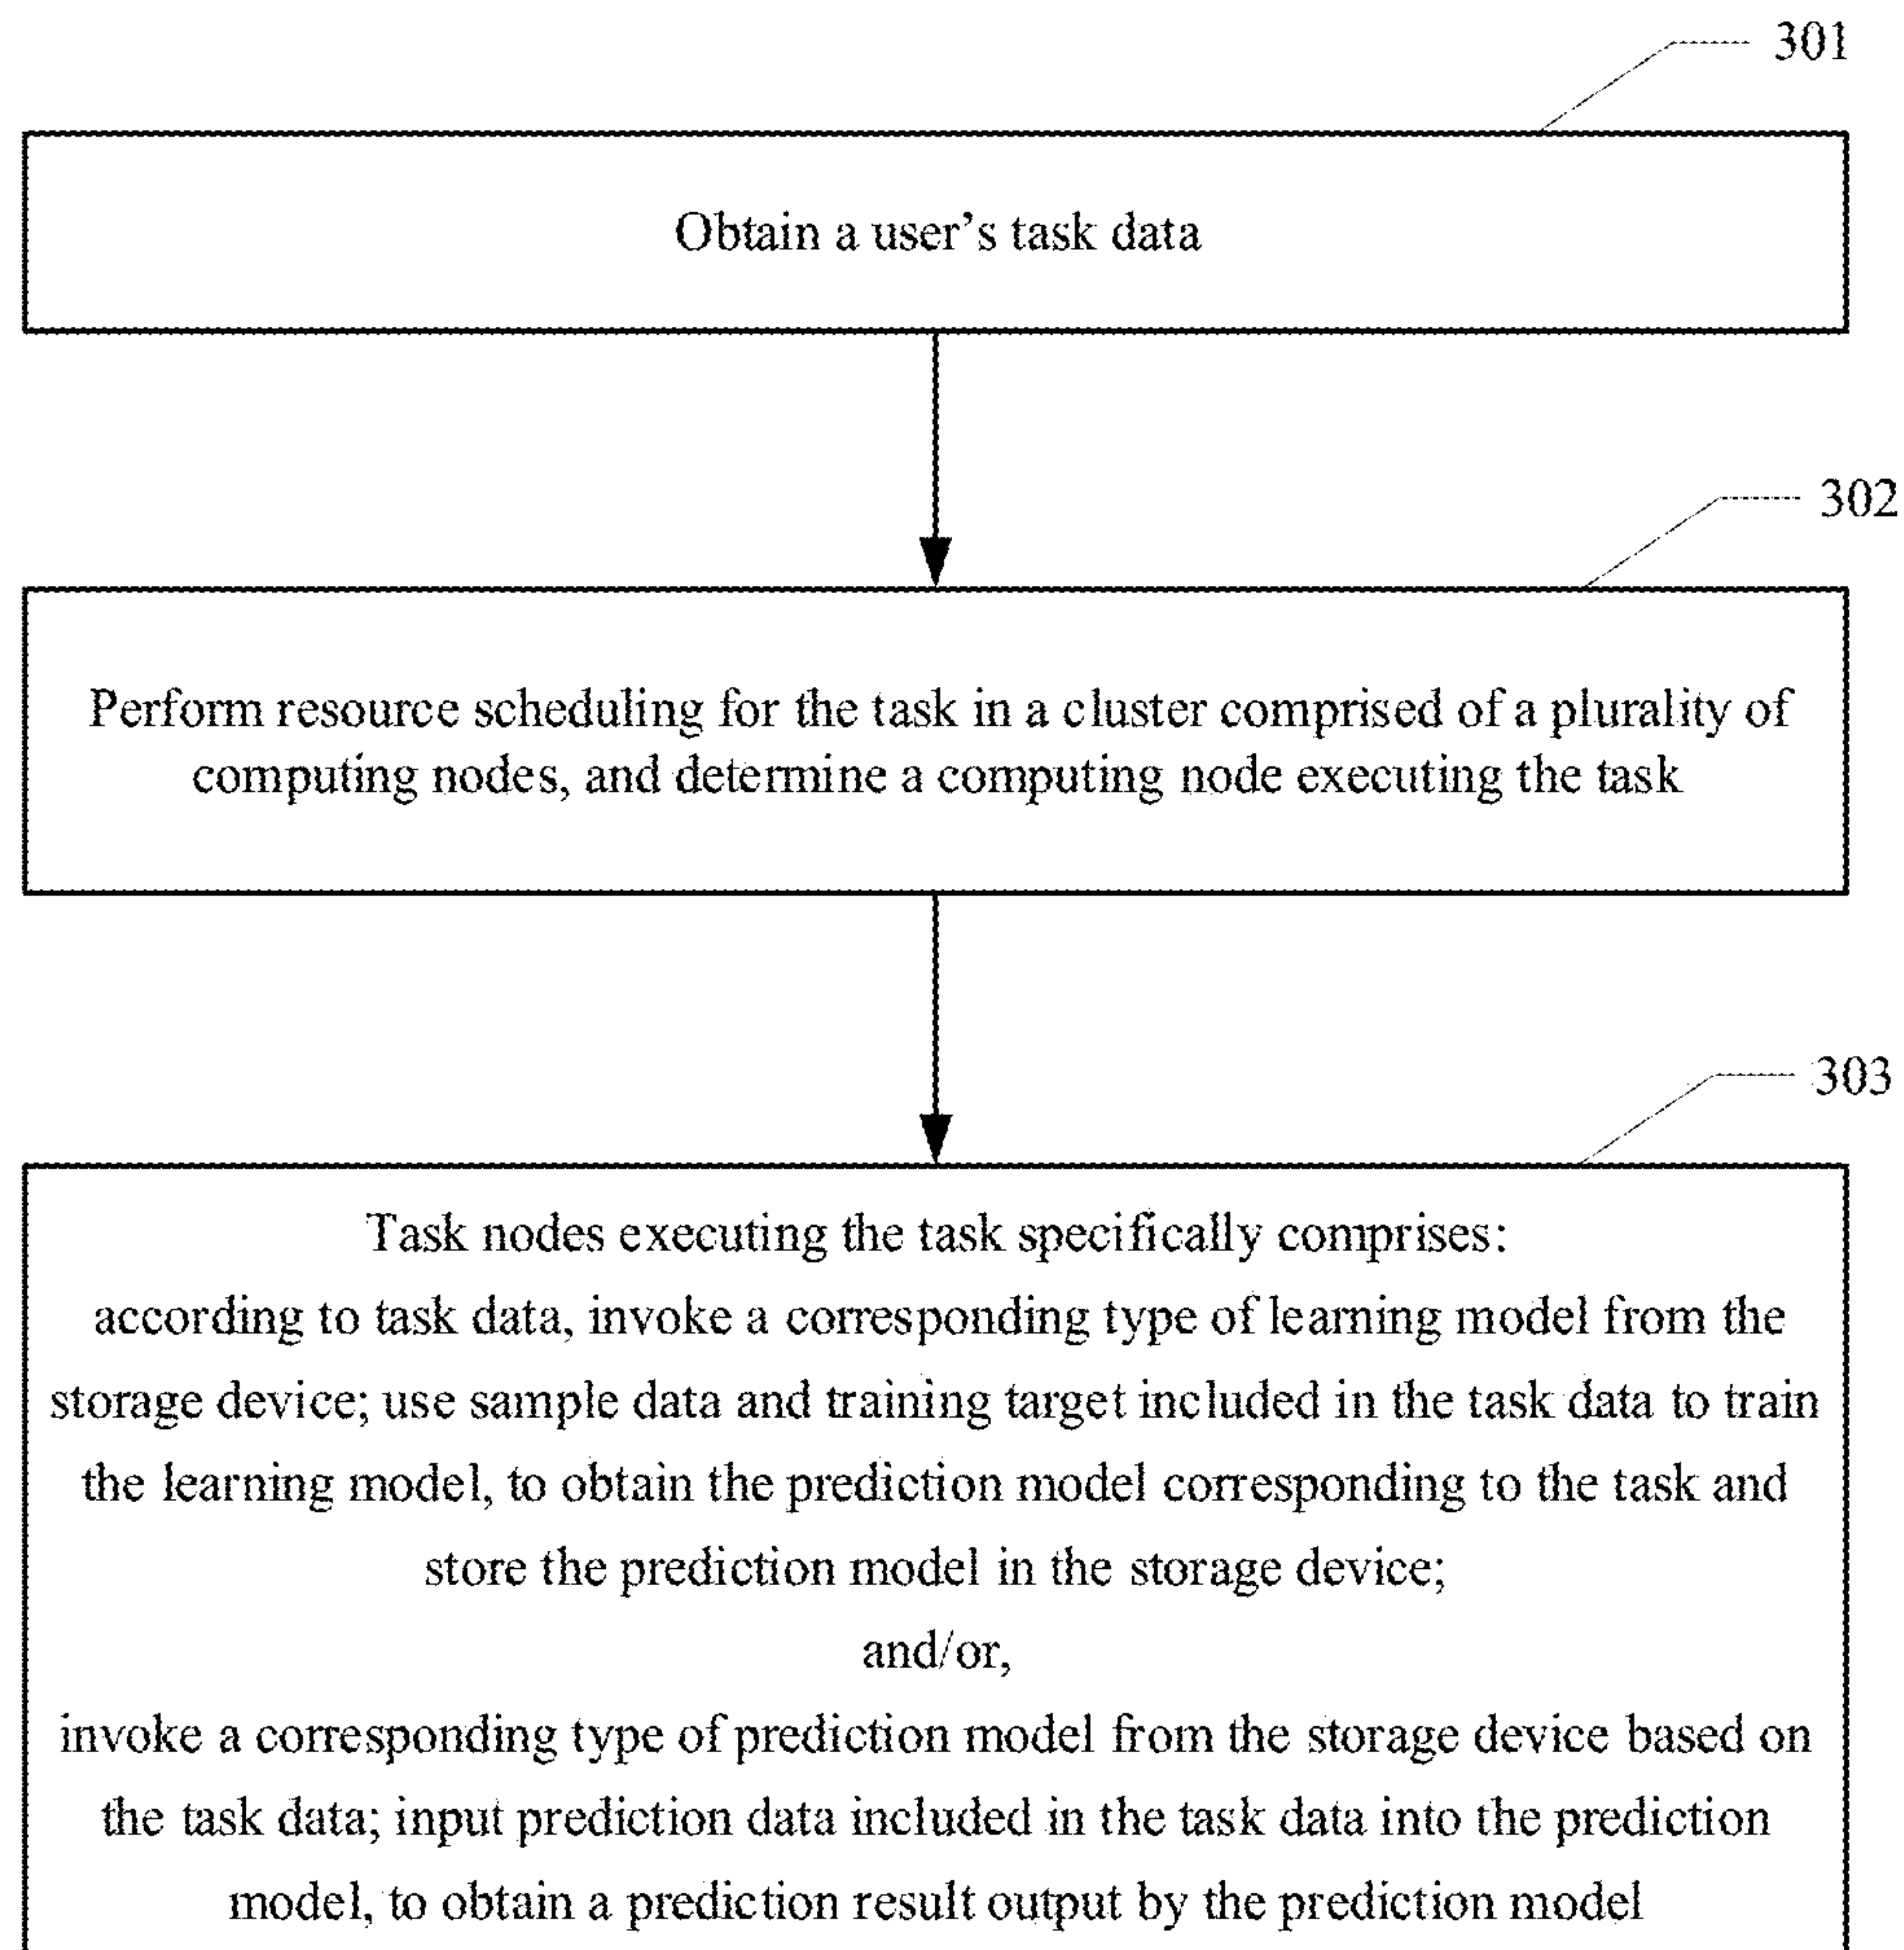 301
Obtain a user's task data
302
Perform resource scheduling for the task in a cluster comprised of a plurality of
computing nodes, and determine a computing node executing the task
303
Task nodes executing the task specifically comprises:
according to task data, invoke a corresponding type of learning model from the
storage device; use sample data and training target included in the task data to train
the learning model, to obtain the prediction model corresponding to the task and
store the prediction model in the storage device;
and/or,
invoke a corresponding type of prediction model from the storage device based on
the task data; input prediction data included in the task data into the prediction
model, to obtain a prediction result output by the prediction model